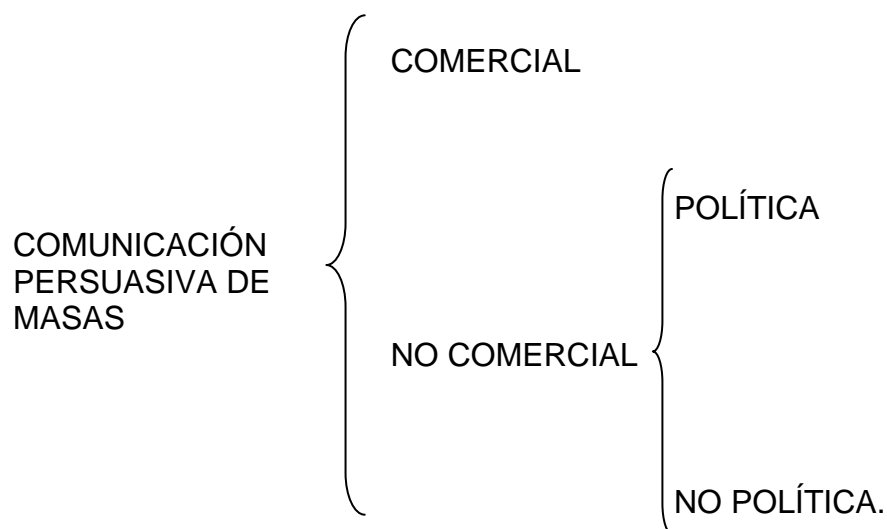 COMERCIAL
POLÍTICA
COMUNICACIÓN
PERSUASIVA DE
MASAS
NO COMERCIAL
NO POLÍTICA.